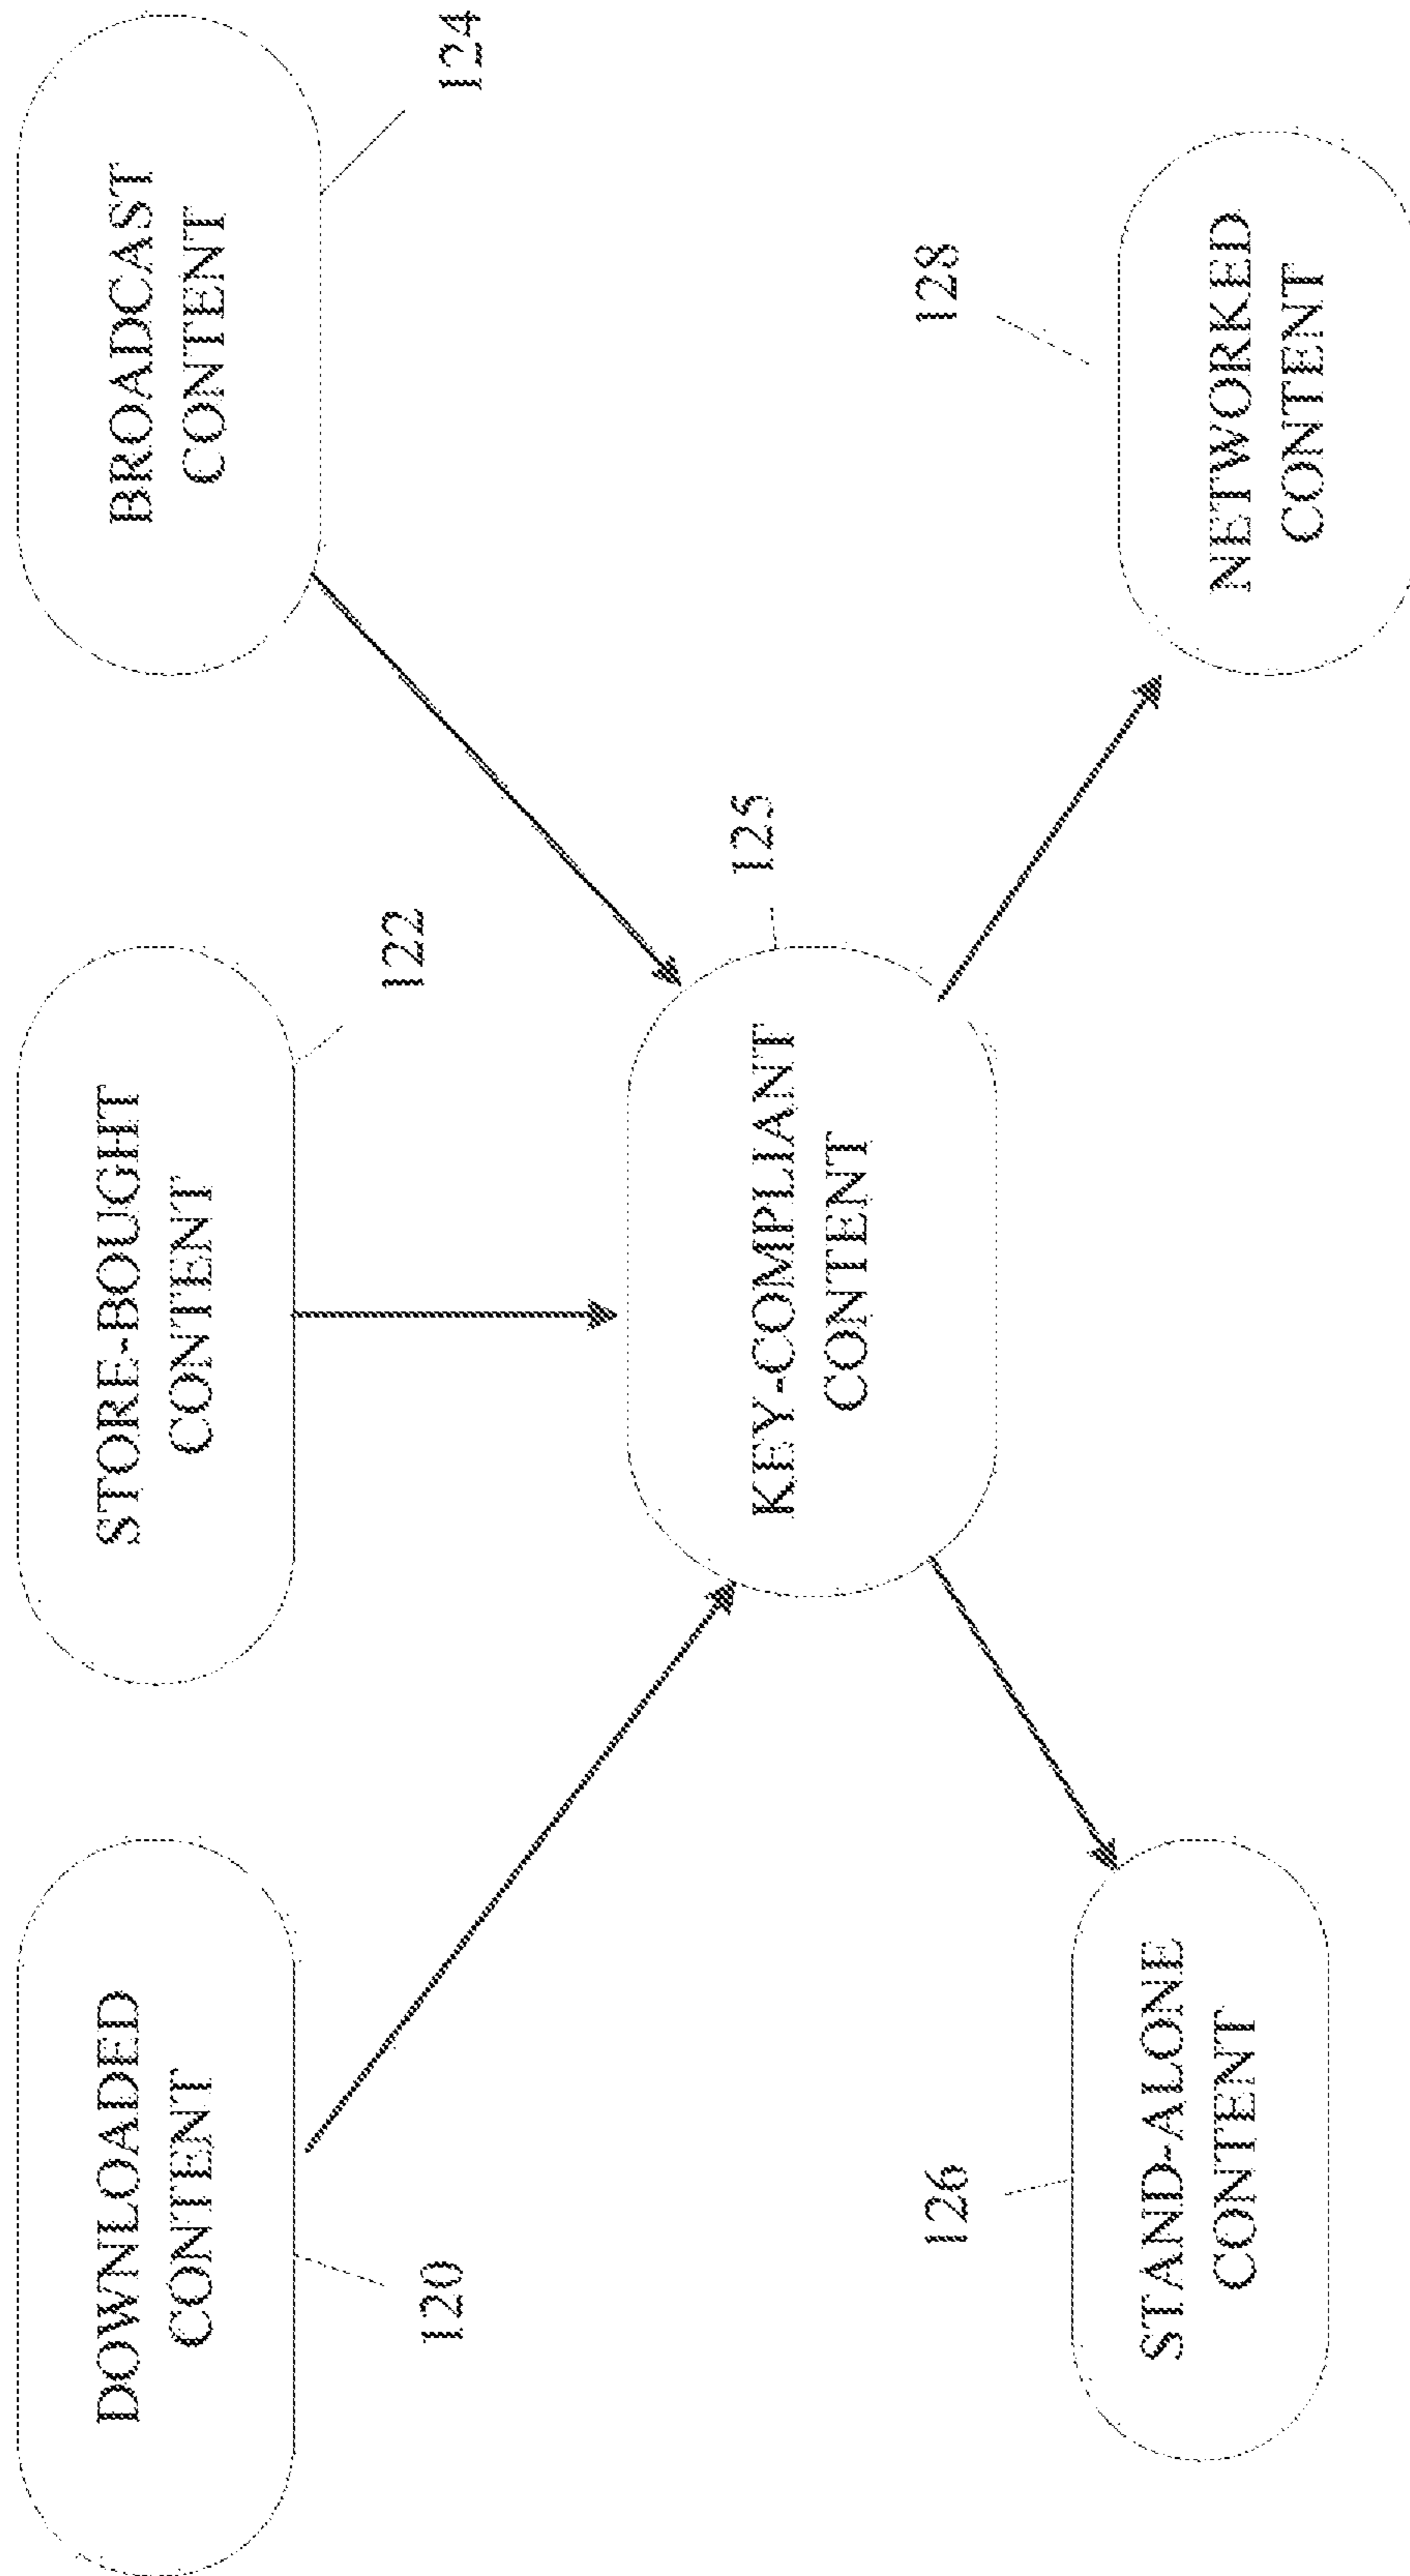 DOWNLOADED
CONTENT
120
STORE-BOUGHT
CONTENT
122
BROADCAST
CONTENT
124
KEY-COMPLIANT
CONTENT
125
STAND-ALONE
CONTENT
126
NETWORKED
CONTENT
128